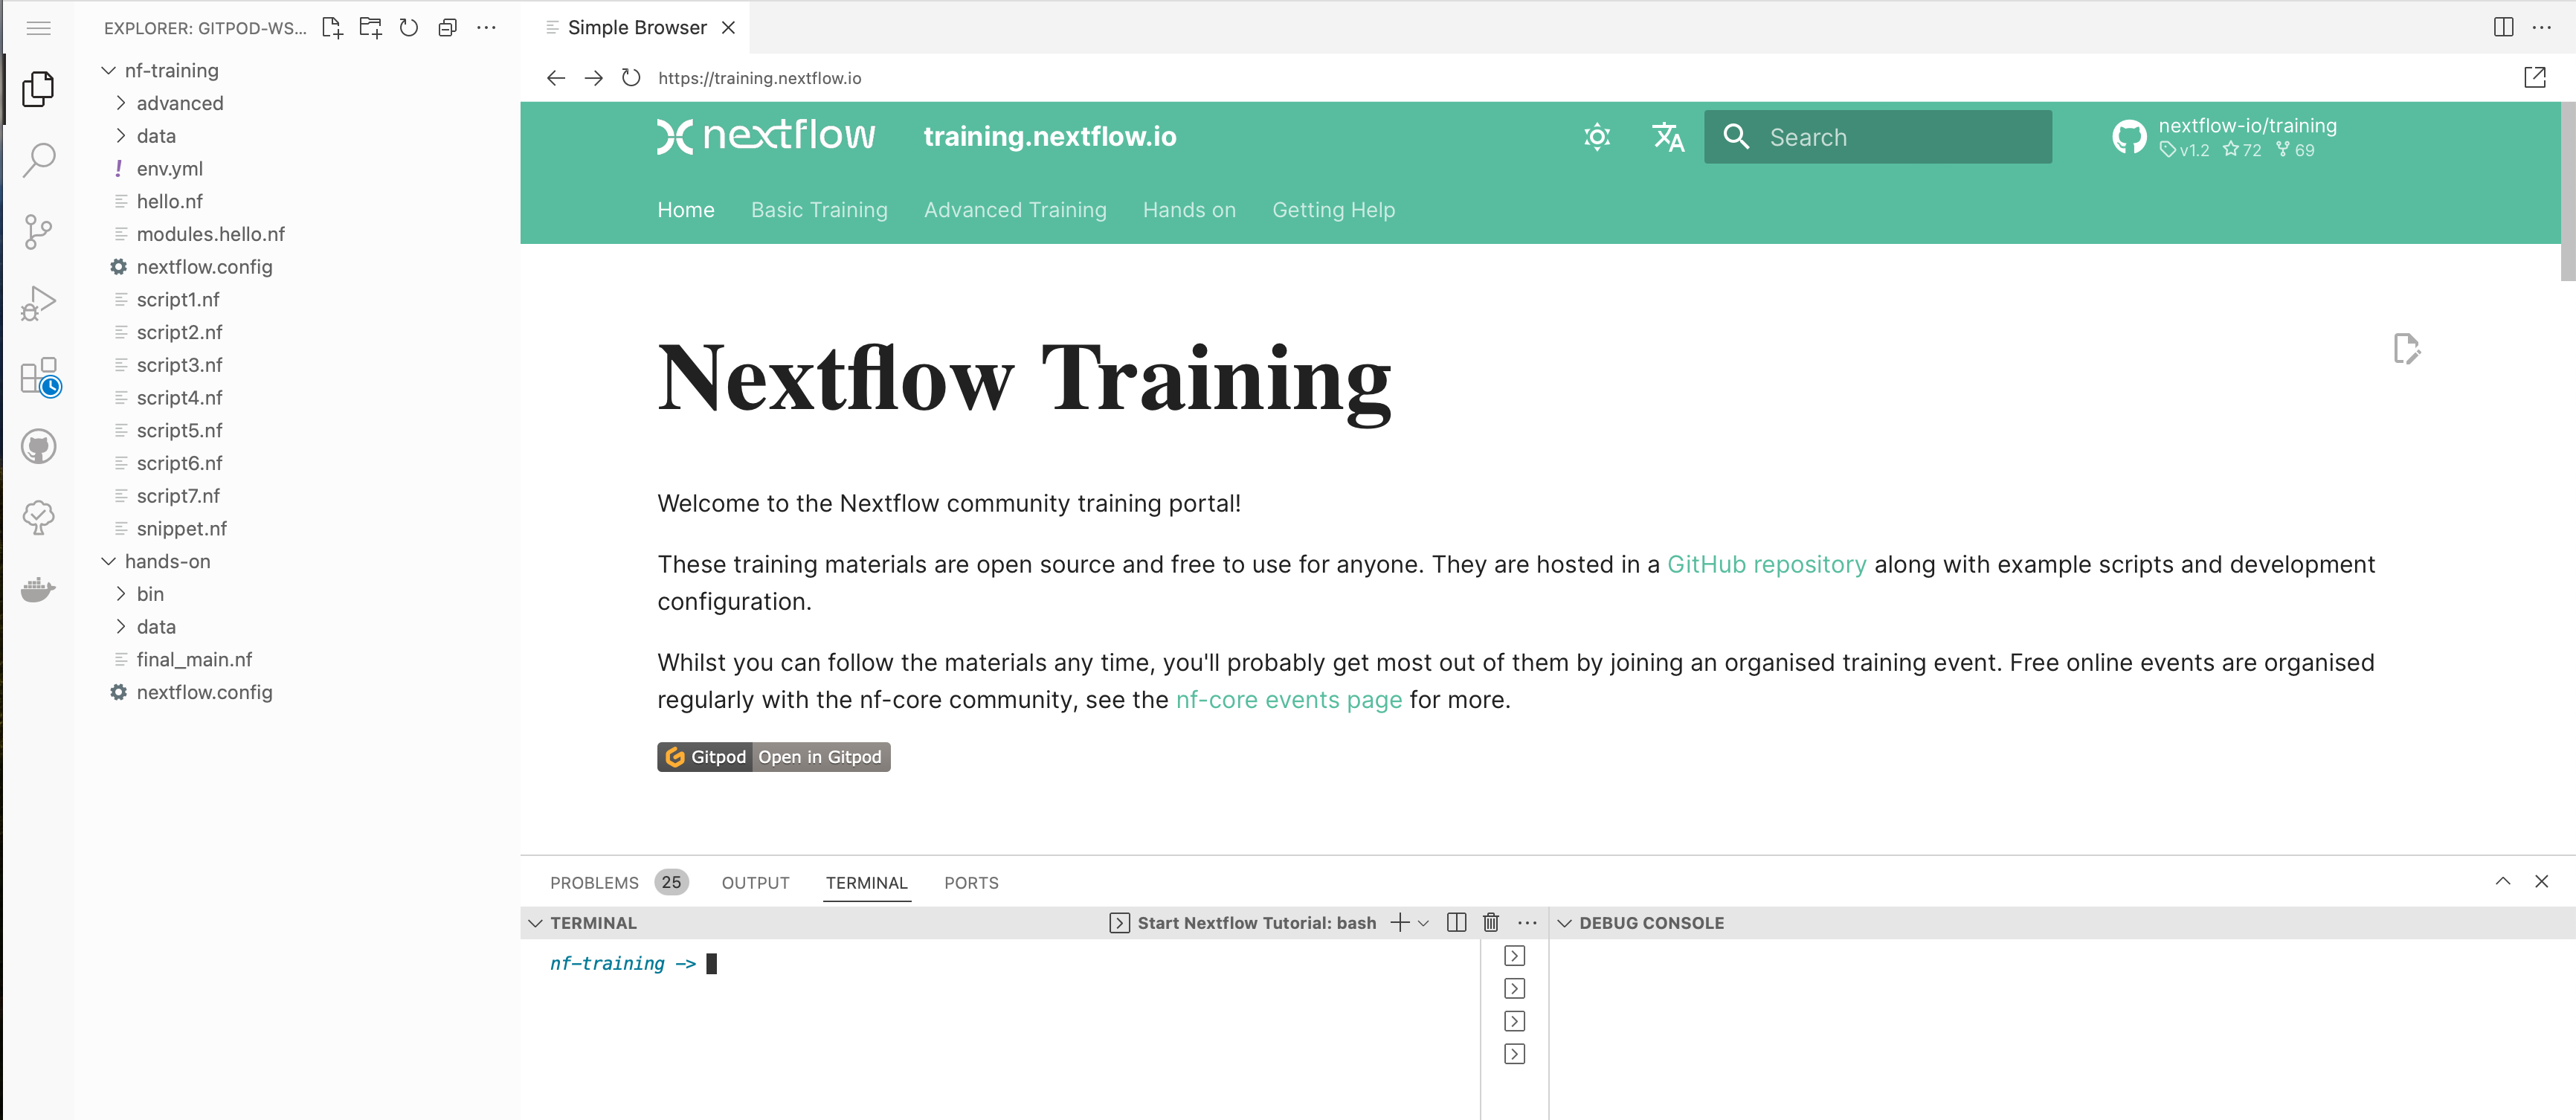 EXPLORER: GITPOD-WS...
nf-training
advanced
data
! env.yml
hello.nf
modules.hello.nf
nextflow.config
script1.nf
script2.nf
script3.nf
script4.nf
script5.nf
script6.nf
script7.nf
snippet.nf
hands-on
bin
data
final_main.nf
nextflow.config
Simple Browser
https://training.nextflow.io
nextflow training.nextflow.io
Search
nextflow-io/training
v1.2 72 69
Home Basic Training Advanced Training Hands on Getting Help
Nextflow Training
Welcome to the Nextflow community training portal!
These training materials are open source and free to use for anyone. They are hosted in a GitHub repository along with example scripts and development
configuration.
Whilst you can follow the materials any time, you'll probably get most out of them by joining an organised training event. Free online events are organised
regularly with the nf-core community, see the nf-core events page for more.
Gitpod Open in Gitpod
PROBLEMS 25 OUTPUT TERMINAL PORTS
TERMINAL Start Nextflow Tutorial: bash
DEBUG CONSOLE
nf-training ->